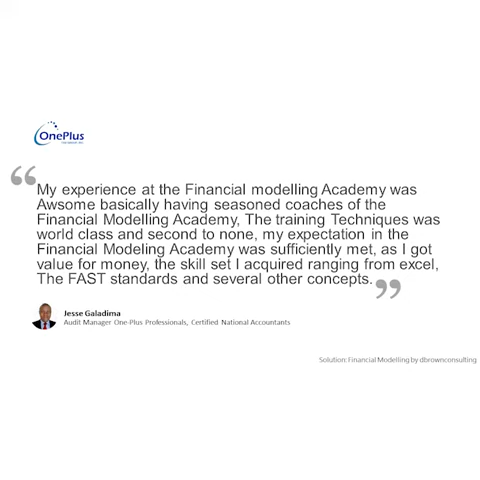 OnePlus
My experience at the Financial modelling Academy was
Awsome basically having seasoned coaches of the
Financial Modelling Academy, The training Techniques was
world class and second to none, my expectation in the
Financial Modeling Academy was sufficiently met, as I got
value for money, the skill set I acquired ranging from excel,
The FAST standards and several other concepts.
Jesse Galadima
Audit Manager One-Plus Professionals, Certified National Accountants
Solution: Financial Modelling by dbrownconsulting